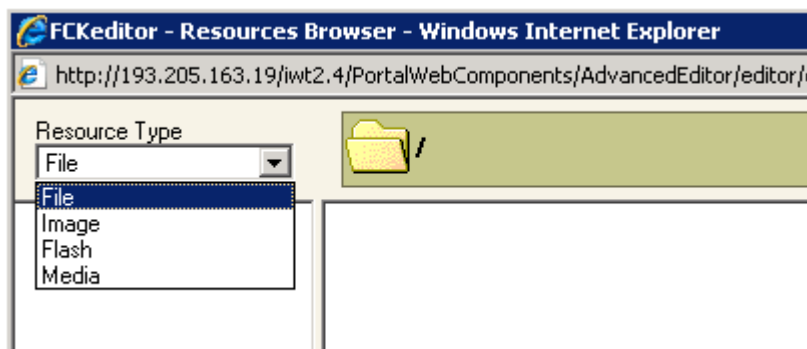 FCKeditor - Resources Browser - Windows Internet Explorer
http://193.205.163.19/iwt2.4/PortalWebComponents/AdvancedEditor/editor/
Resource Type
File
/
File
Image
Flash
Media